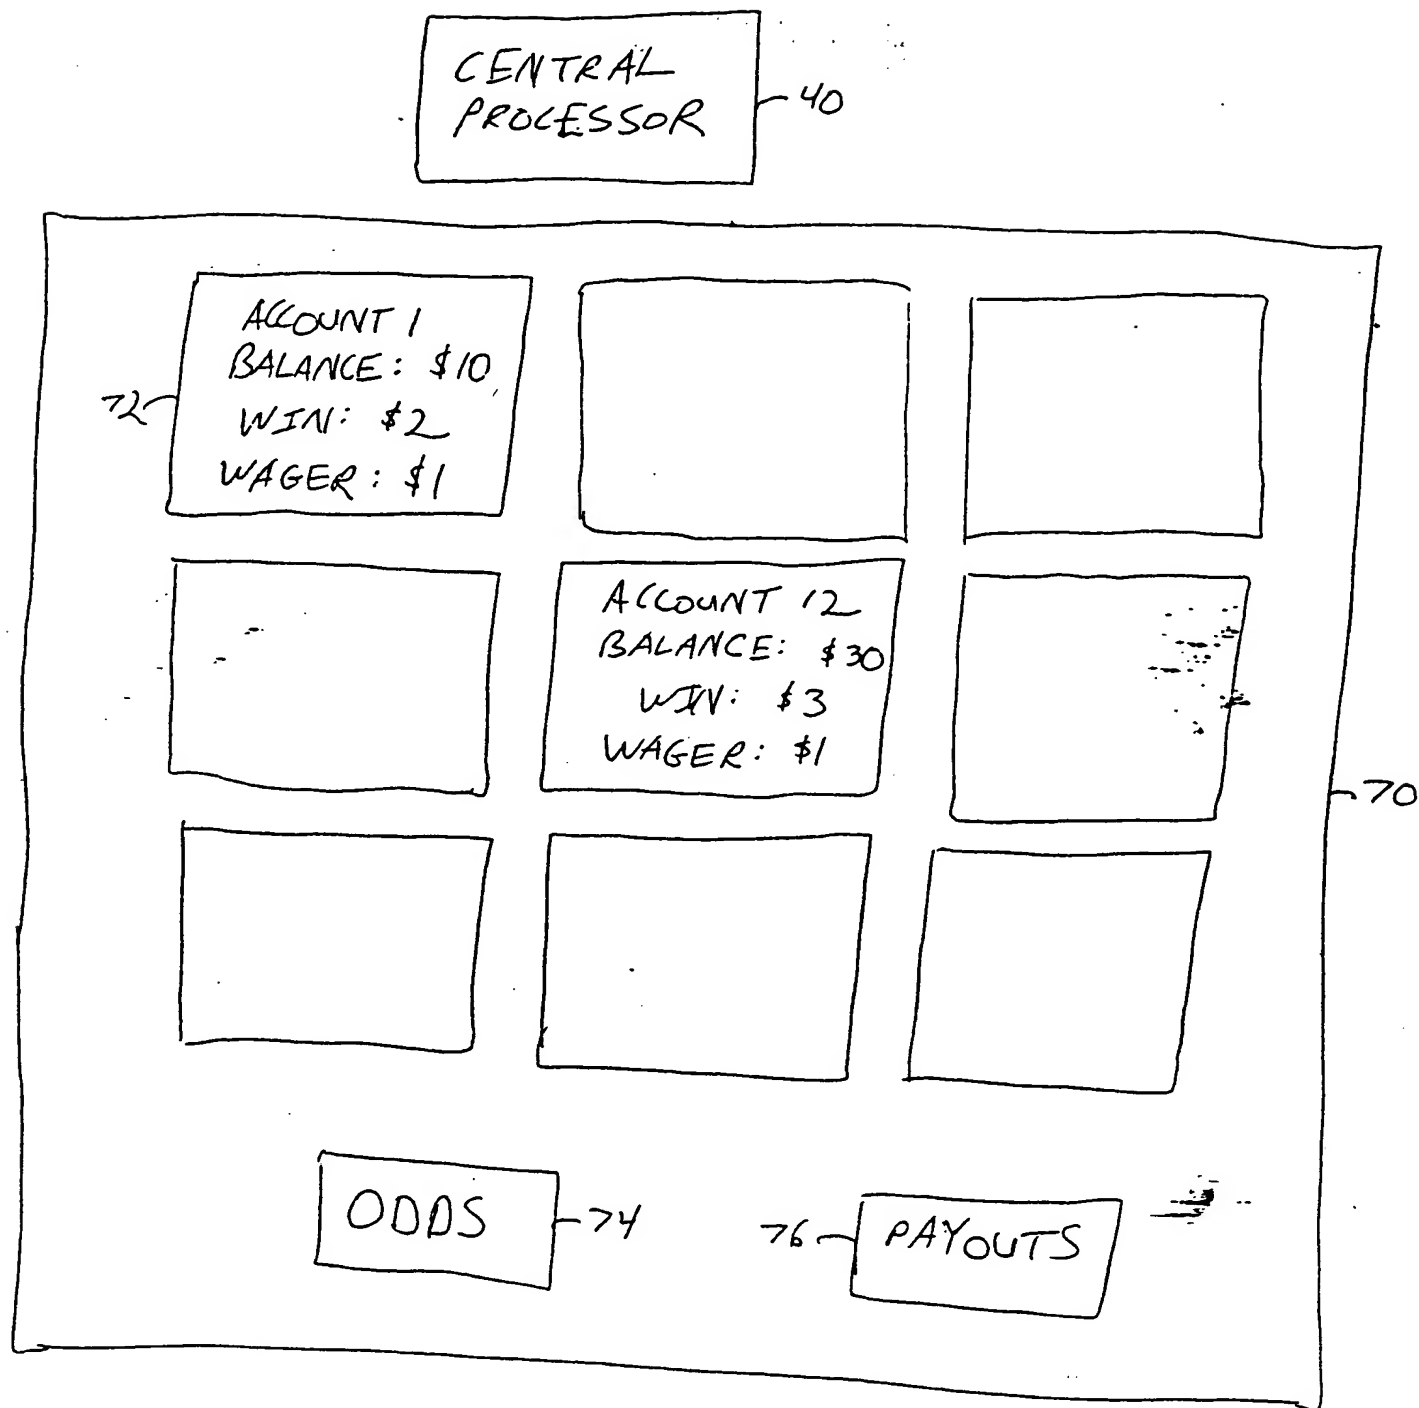 CENTRAL
PROCESSOR
40
ACCOUNT 1
BALANCE: $10
72
WIN: $2
WAGER: $1
ACCOUNT 12
BALANCE: $30
WIN: $3
WAGER: $1
70
ODDS
74
76
PAYOUTS